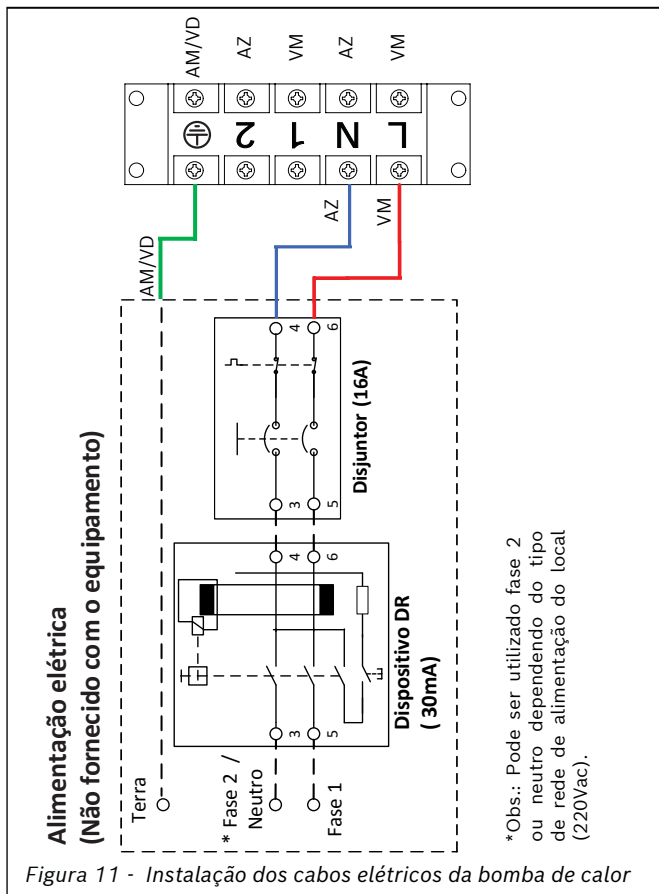 Alimentação elétrica
(Não fornecido com o equipamento)
Terra
* Fase 2 /
Neutro
Fase 1
3
5
4
6
Dispositivo DR
( 30mA)
3
5
4
6
Disjuntor (16A)
AM/VD
AZ
VM
2
1
N
L
AM/VD
AZ
VM
AZ
VM
*Obs.: Pode ser utilizado fase 2
ou neutro dependendo do tipo
de rede de alimentação do local
(220Vac).
Figura 11 - Instalação dos cabos elétricos da bomba de calor